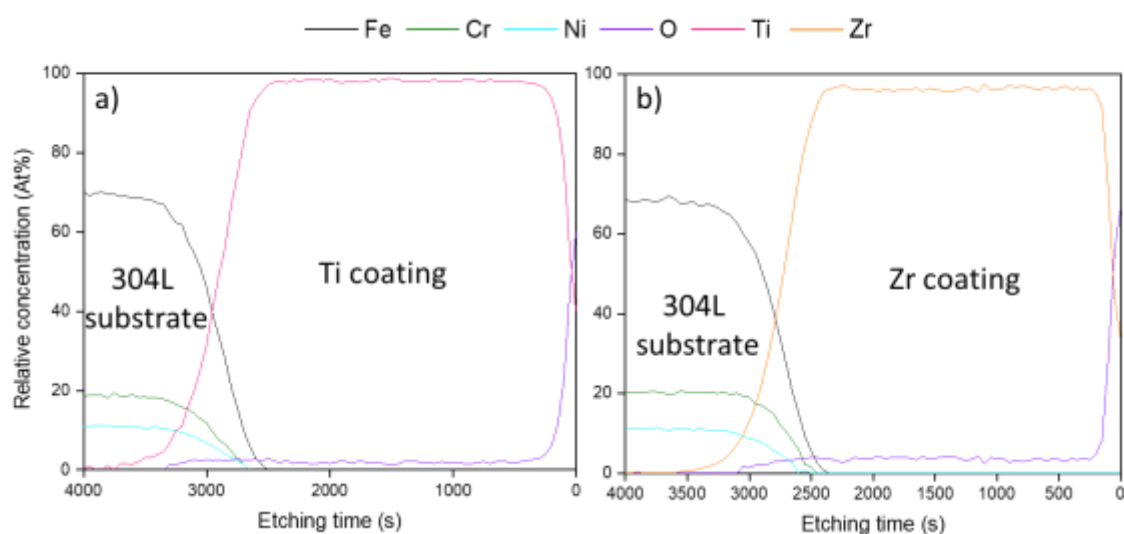 Fe Cr Ni O Ti Zr
a)
100
80
60
40
20
0
Relative concentration (At%)
304L
substrate
Ti coating
4000 3000 2000 1000 0
Etching time (s)
b)
100
80
60
40
20
0
304L
substrate
Zr coating
4000 3500 3000 2500 2000 1500 1000 500 0
Etching time (s)